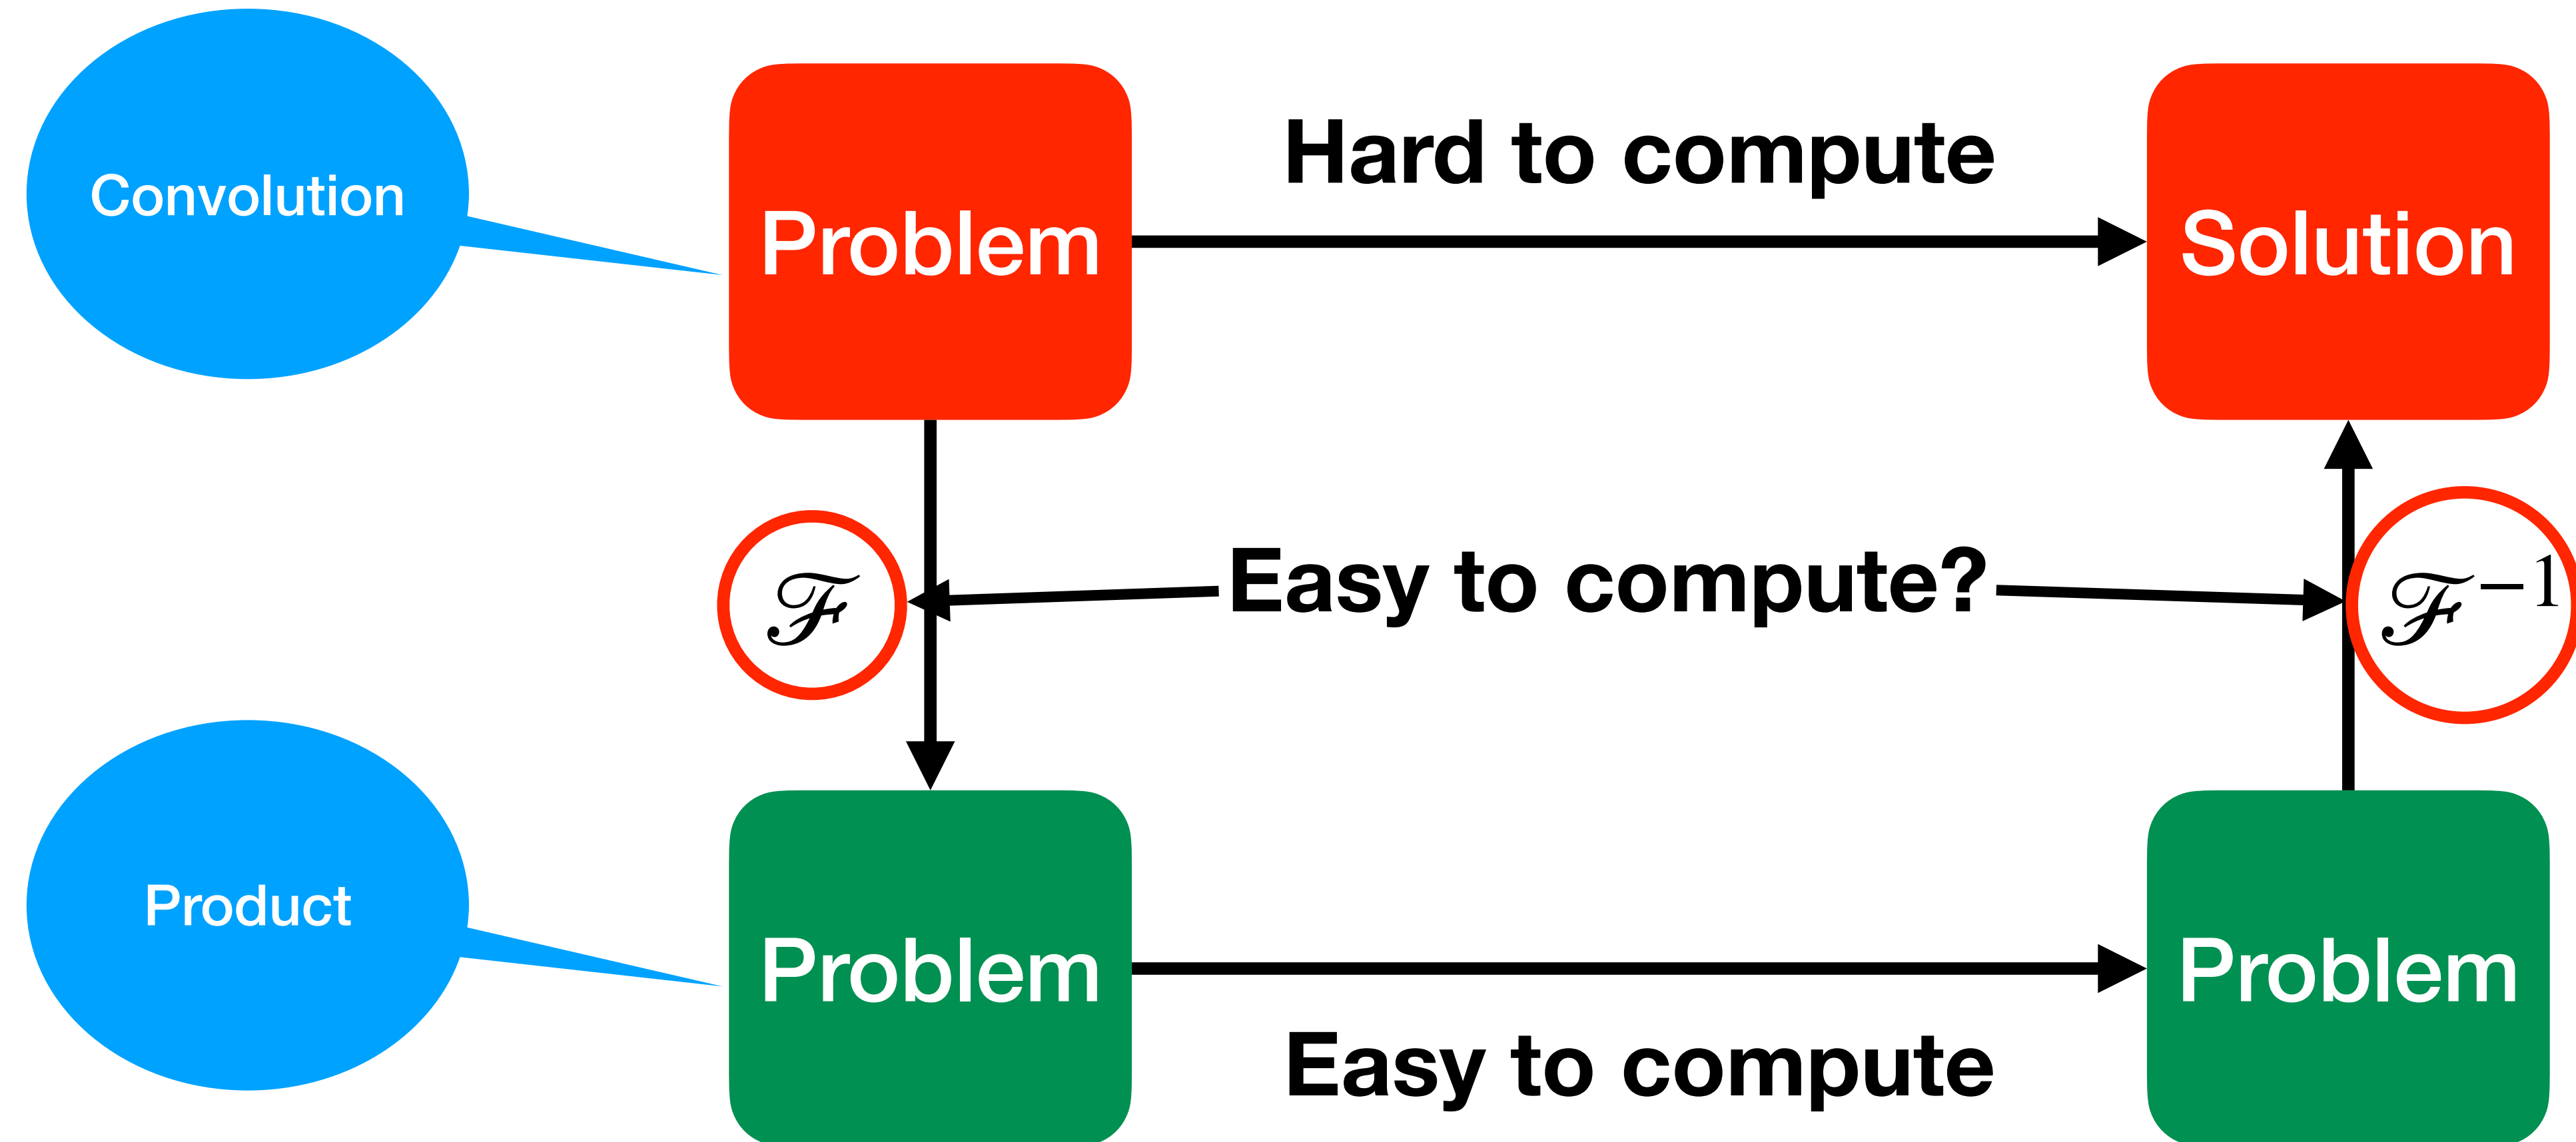 Convolution
Problem
Hard to compute
Solution
ℱ
Easy to compute?
ℱ⁻¹
Product
Problem
Easy to compute
Problem